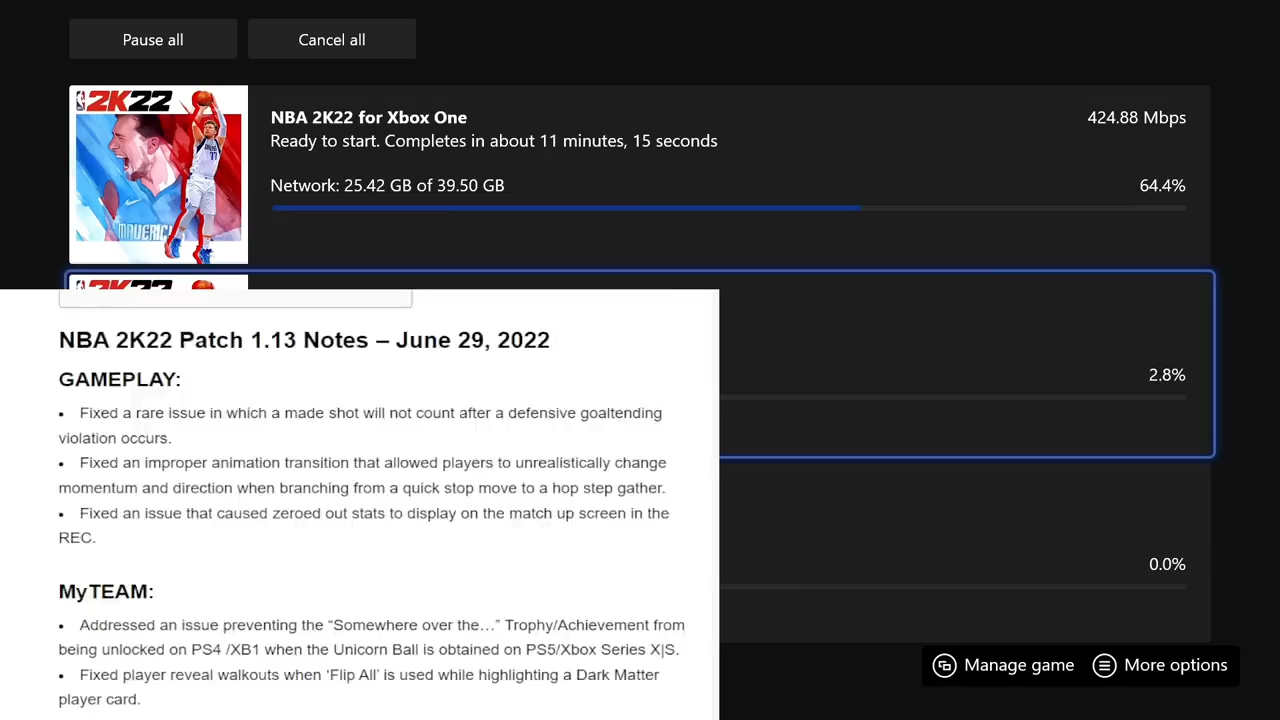 Pause all
Cancel all
2K22
NBA 2K22 for Xbox One
424.88 Mbps
Ready to start. Completes in about 11 minutes, 15 seconds
Network: 25.42 GB of 39.50 GB
64.4%
77
MAVERIC
2K22
NBA 2K22 Patch 1.13 Notes – June 29, 2022
2.8%
GAMEPLAY:
• Fixed a rare issue in which a made shot will not count after a defensive goaltending
violation occurs.
• Fixed an improper animation transition that allowed players to unrealistically change
momentum and direction when branching from a quick stop move to a hop step gather.
• Fixed an issue that caused zeroed out stats to display on the match up screen in the
REC.
0.0%
MyTEAM:
• Addressed an issue preventing the “Somewhere over the…” Trophy/Achievement from
being unlocked on PS4 /XB1 when the Unicorn Ball is obtained on PS5/Xbox Series X|S.
• Fixed player reveal walkouts when ‘Flip All’ is used while highlighting a Dark Matter
player card.
Manage game
More options